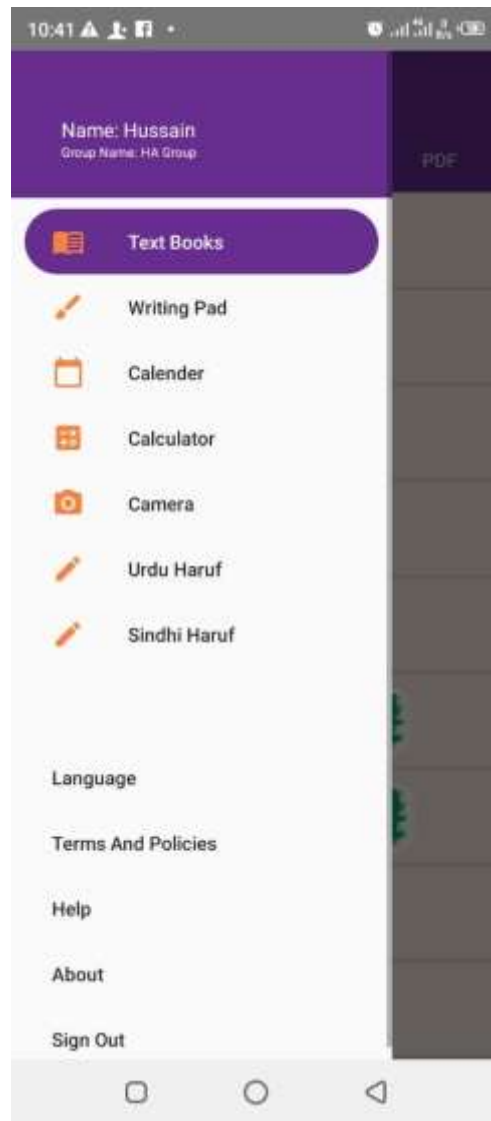 10:41
Name: Hussain
Group Name: HA Group
PDF
Text Books
Writing Pad
Calender
Calculator
Camera
Urdu Haruf
Sindhi Haruf
Language
Terms And Policies
Help
About
Sign Out